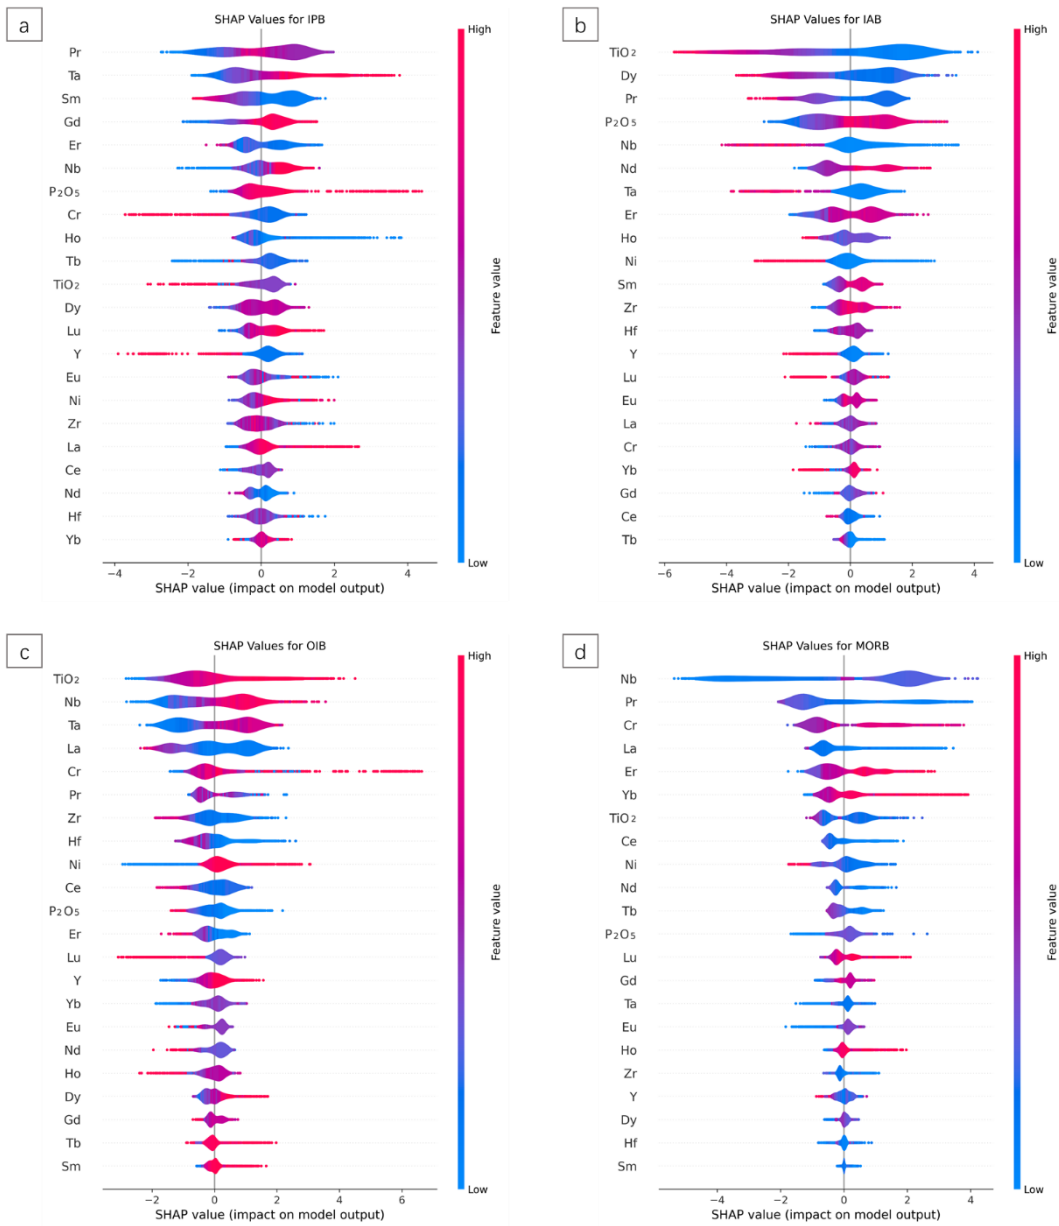 a
SHAP Values for IPB
Pr
Ta
Sm
Gd
Er
Nb
P₂O₅
Cr
Ho
Tb
TiO₂
Dy
Lu
Y
Eu
Ni
Zr
La
Ce
Nd
Hf
Yb
−4 −2 0 2 4
SHAP value (impact on model output)
High
Feature value
Low
b
SHAP Values for IAB
TiO₂
Dy
Pr
P₂O₅
Nb
Nd
Ta
Er
Ho
Ni
Sm
Zr
Hf
Y
Lu
Eu
La
Cr
Yb
Gd
Ce
Tb
−6 −4 −2 0 2 4
SHAP value (impact on model output)
High
Feature value
Low
c
SHAP Values for OIB
TiO₂
Nb
Ta
La
Cr
Pr
Zr
Hf
Ni
Ce
P₂O₅
Er
Lu
Y
Yb
Eu
Nd
Ho
Dy
Gd
Tb
Sm
−2 0 2 4 6
SHAP value (impact on model output)
High
Feature value
Low
d
SHAP Values for MORB
Nb
Pr
Cr
La
Er
Yb
TiO₂
Ce
Ni
Nd
Tb
P₂O₅
Lu
Gd
Ta
Eu
Ho
Zr
Y
Dy
Hf
Sm
−4 −2 0 2 4
SHAP value (impact on model output)
High
Feature value
Low